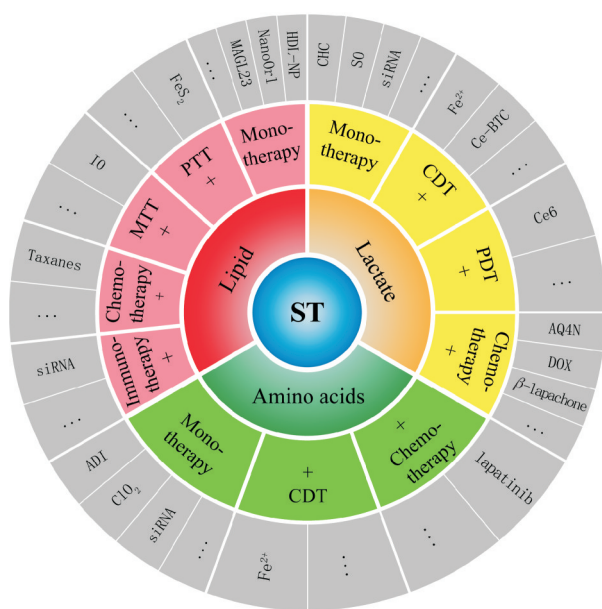 ST
Lipid
Lactate
Amino acids
Mono-
therapy
+
PTT
+
MTT
+
Chemo-
therapy
+
Immuno-
therapy
Mono-
therapy
CDT
+
PDT
+
Chemo-
therapy
+
Mono-
therapy
+
CDT
+
Chemo-
therapy
HDL-NP
NanoOr1
MAGL23
...
FeS₂
...
IO
...
Taxanes
...
siRNA
...
CHC
SO
siRNA
...
Fe²⁺
Ce-BTC
...
Ce6
...
AQ4N
DOX
β-lapachone
...
lapatinib
...
ADI
ClO₂
siRNA
...
Fe²⁺
...